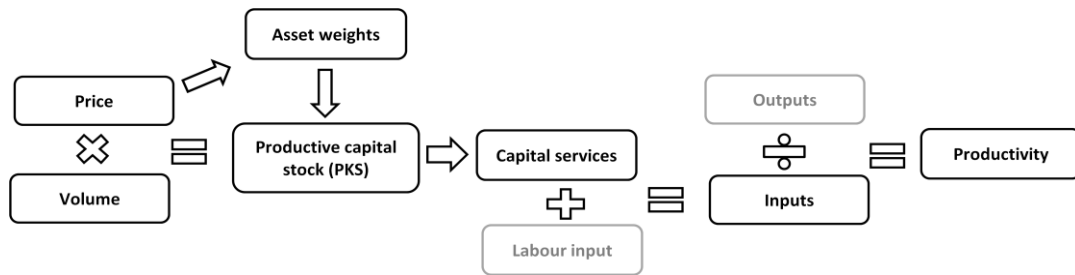 Asset weights
Price
Volume
Productive capital
stock (PKS)
Capital services
Labour input
Outputs
Inputs
Productivity